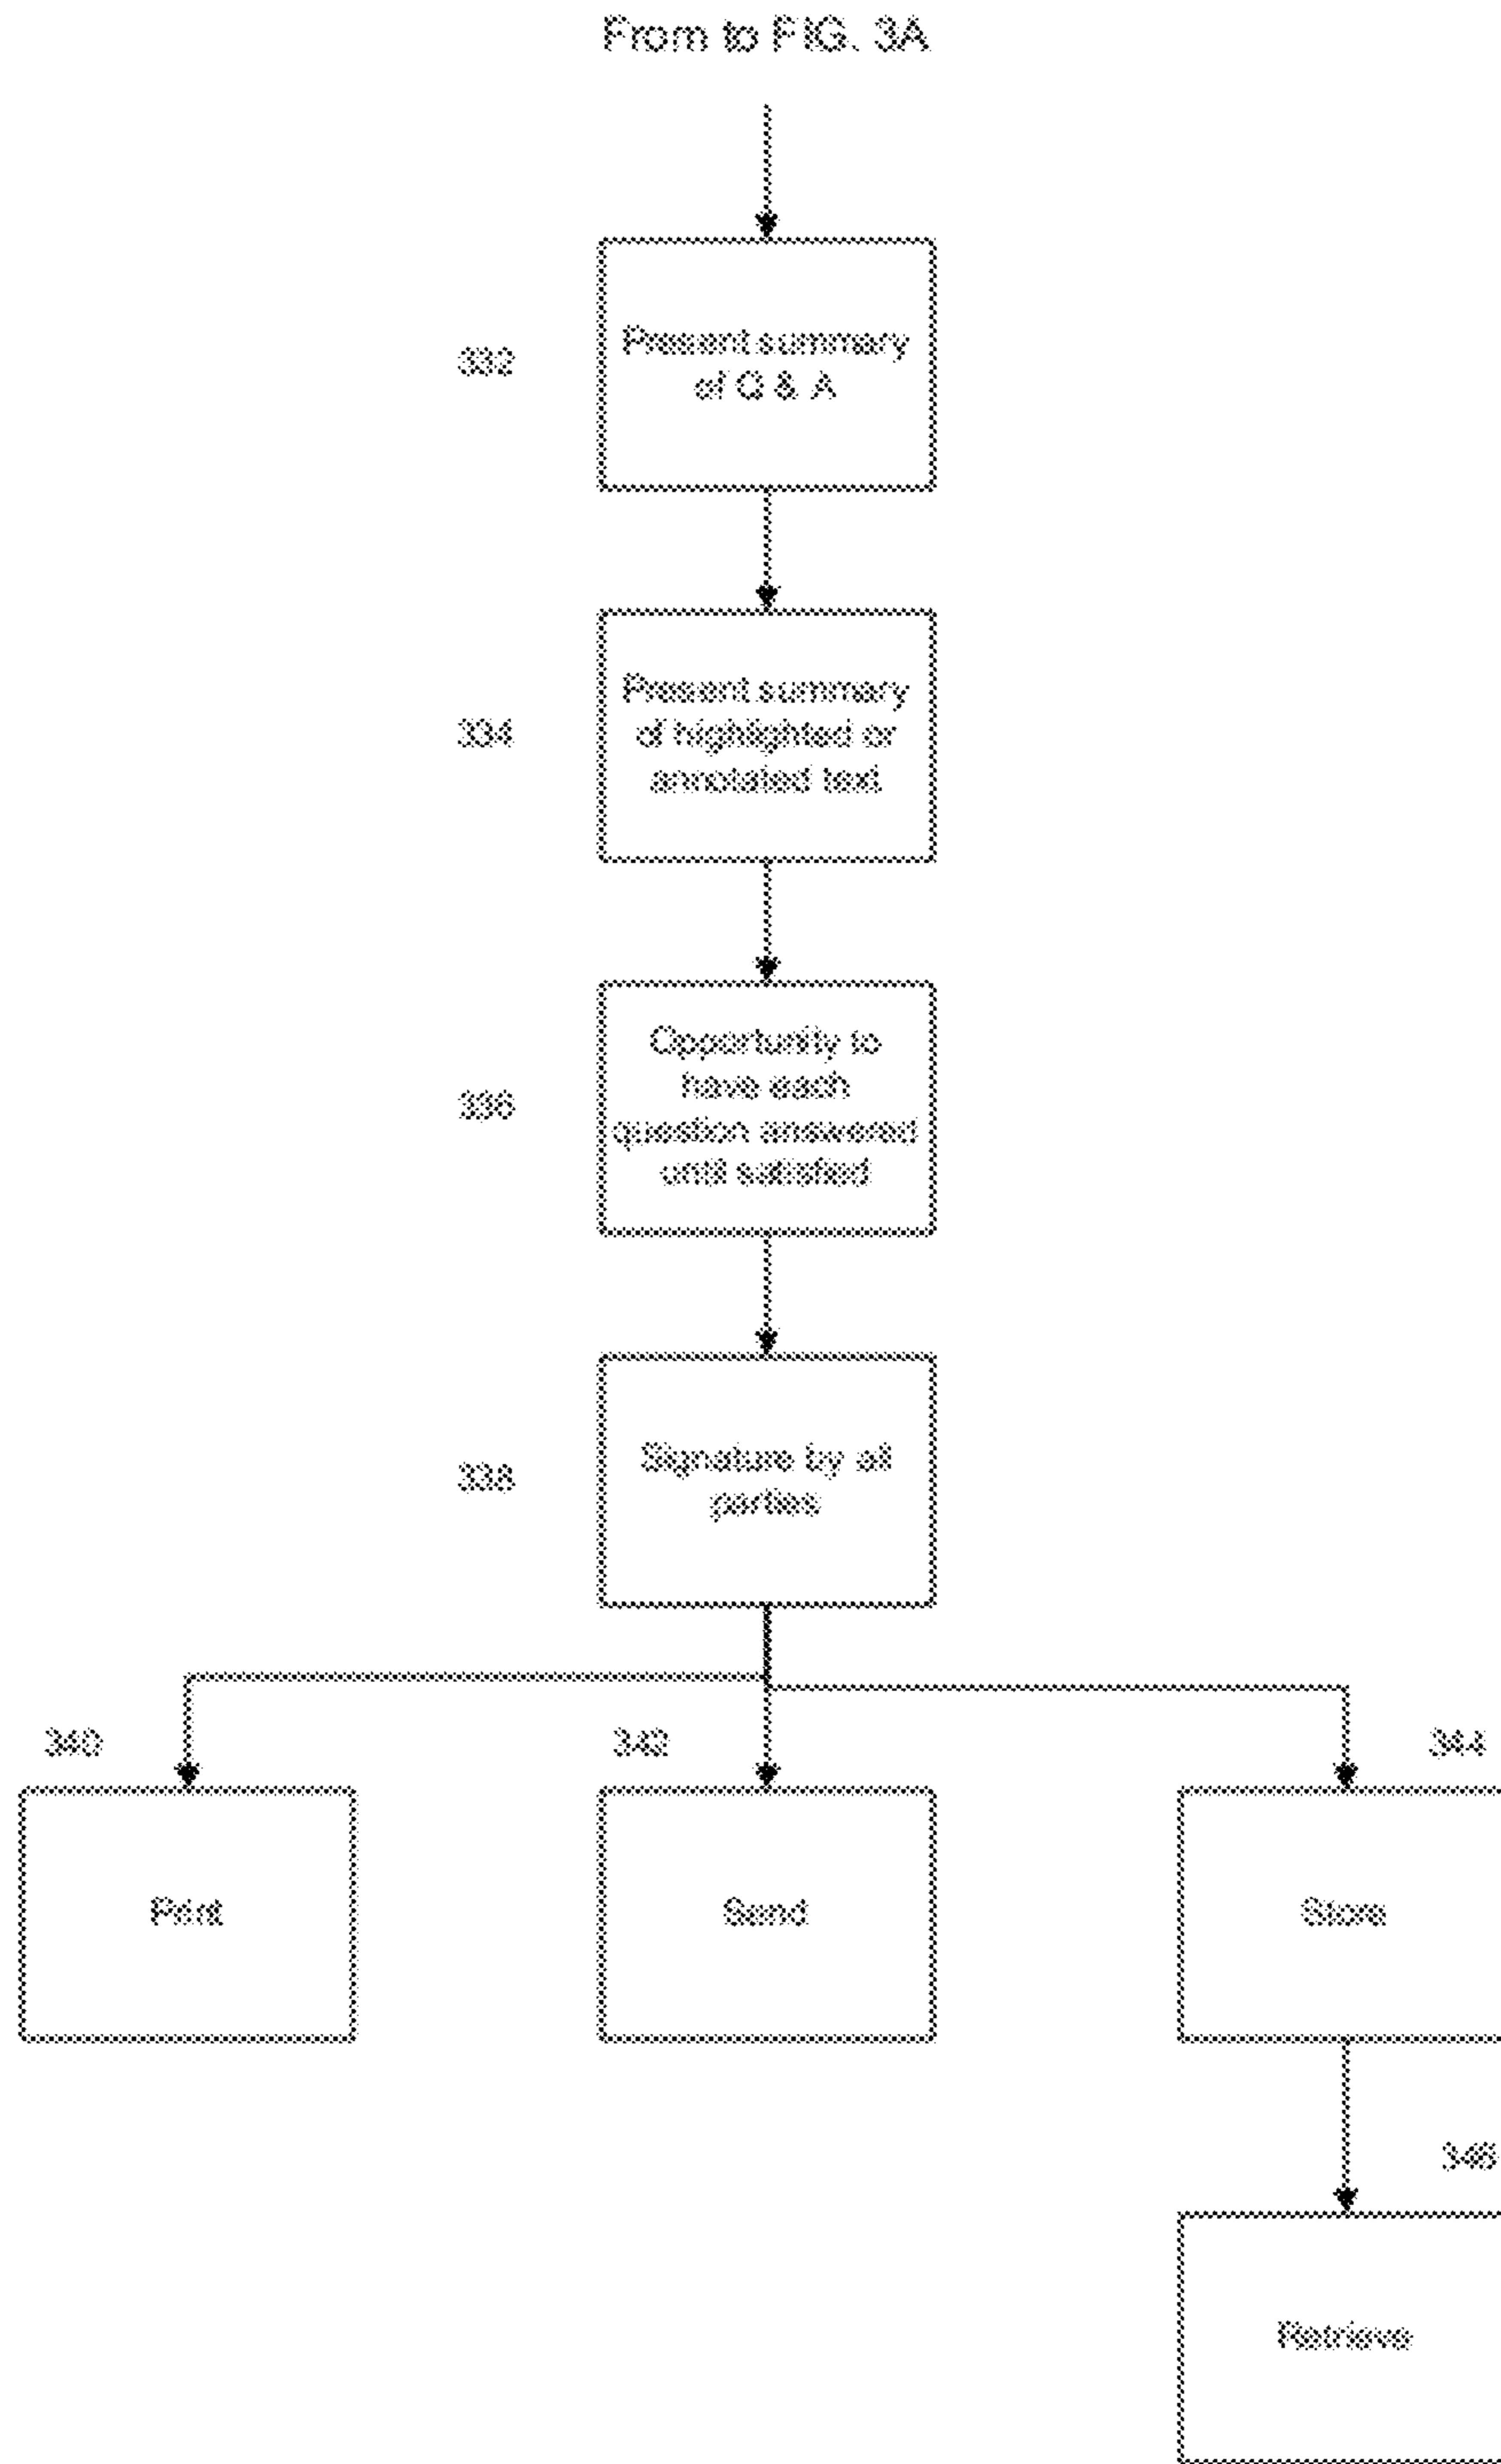 From to FIG. 3A
332
Present summary
of Q & A
334
Present summary
of highlighted or
annotated text
336
Opportunity to
have each
question answered
until satisfied
338
Signature by all
parties
340
342
344
Print
Send
Store
346
Retrieve